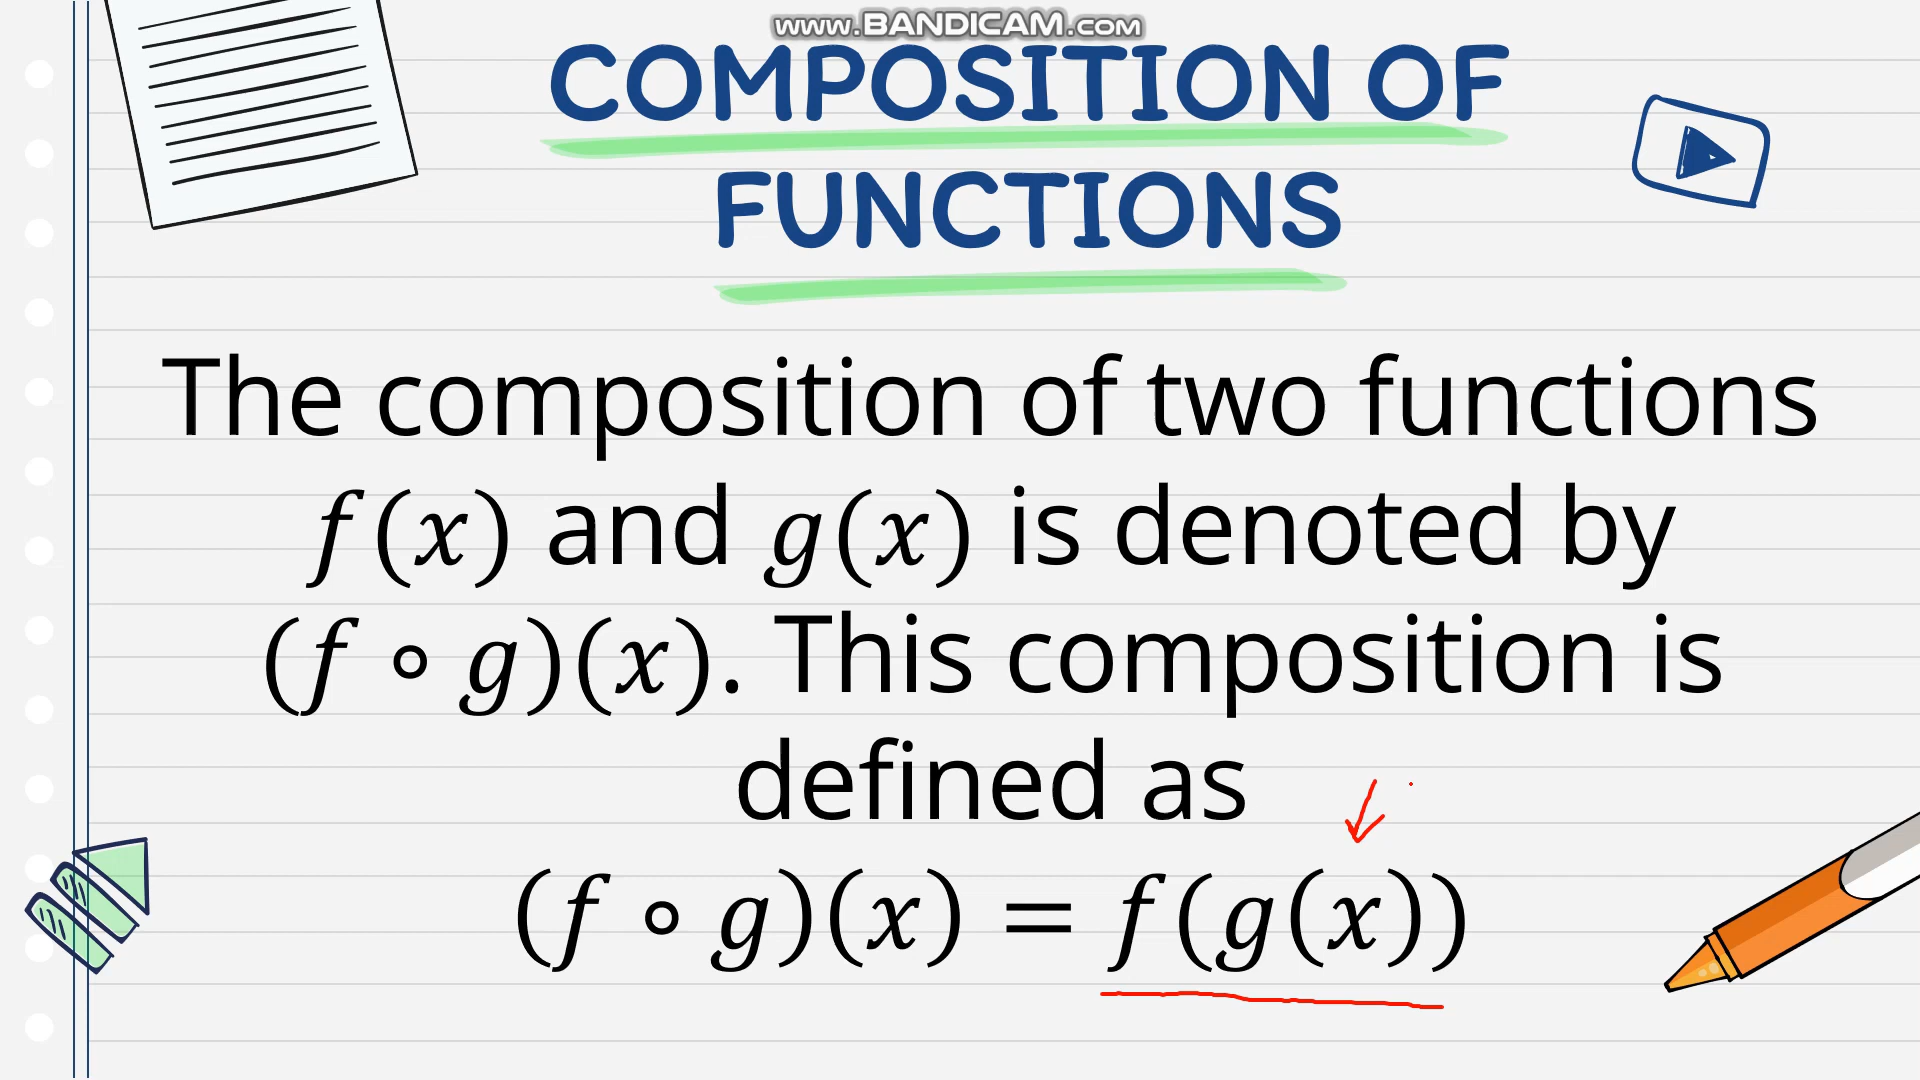 www.BANDICAM.com
COMPOSITION OF
FUNCTIONS
The composition of two functions
f(x) and g(x) is denoted by
(f ∘ g)(x). This composition is
defined as
(f ∘ g)(x) = f(g(x))